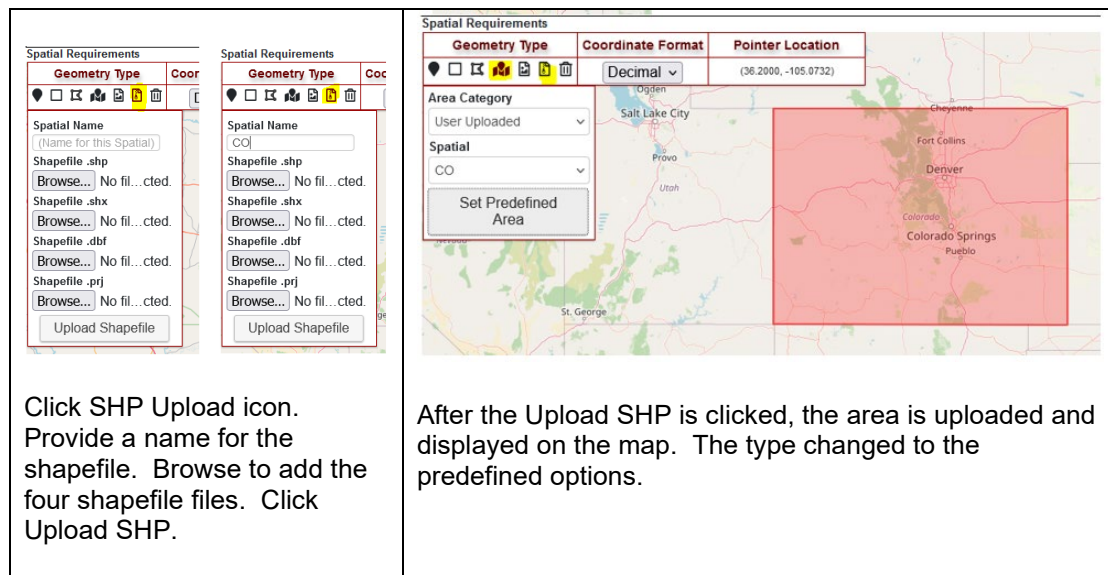 Spatial Requirements
Geometry Type
Coor
Spatial Name
(Name for this Spatial)
Shapefile .shp
Browse... No fil...cted.
Shapefile .shx
Browse... No fil...cted.
Shapefile .dbf
Browse... No fil...cted.
Shapefile .prj
Browse... No fil...cted.
Upload Shapefile
Spatial Requirements
Geometry Type
Coc
Spatial Name
CO
Shapefile .shp
Browse... No fil...cted.
Shapefile .shx
Browse... No fil...cted.
Shapefile .dbf
Browse... No fil...cted.
Shapefile .prj
Browse... No fil...cted.
Upload Shapefile
Click SHP Upload icon.
Provide a name for the
shapefile. Browse to add the
four shapefile files. Click
Upload SHP.
Spatial Requirements
Geometry Type Coordinate Format Pointer Location
Decimal (36.2000, -105.0732)
Area Category
User Uploaded
Spatial
CO
Set Predefined
Area
Ogden
Salt Lake City
Provo
Utah
St. George
Cheyenne
Fort Collins
Denver
Colorado
Colorado Springs
Pueblo
After the Upload SHP is clicked, the area is uploaded and
displayed on the map. The type changed to the
predefined options.